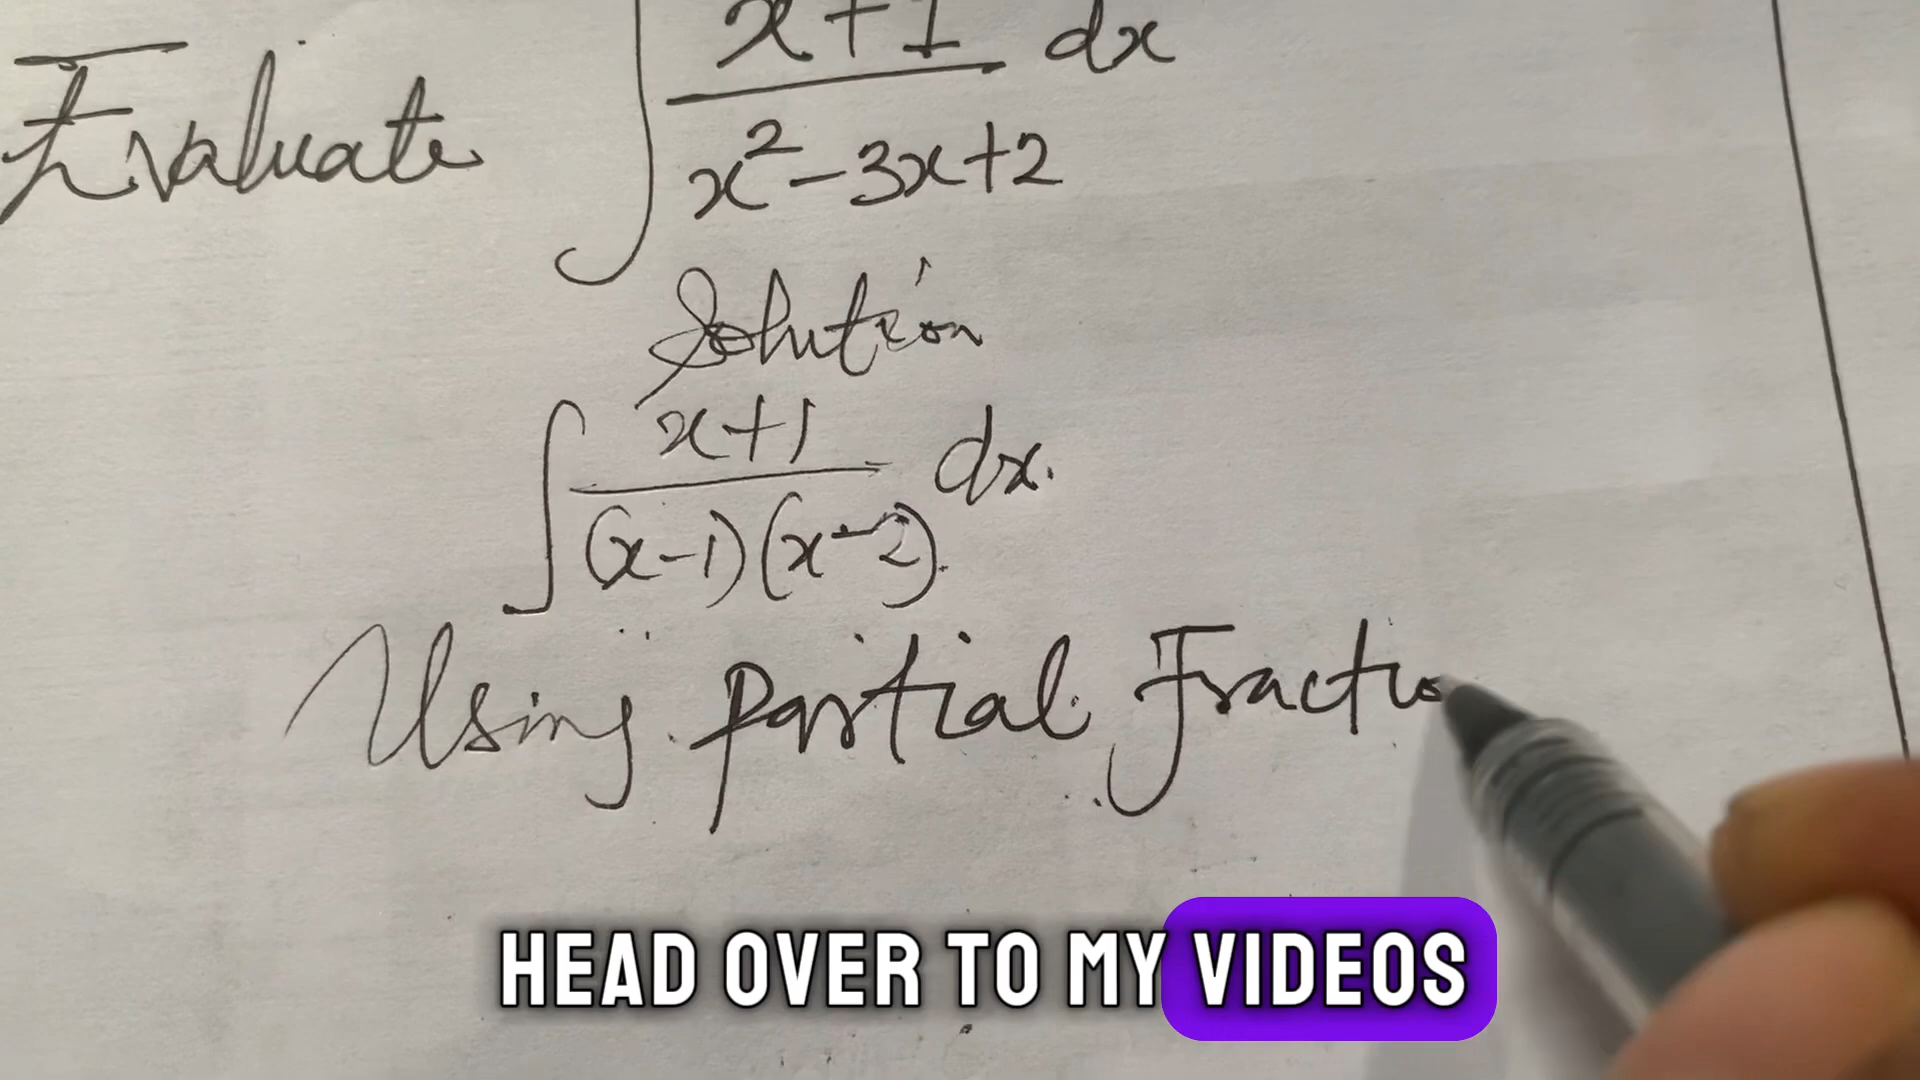 Evaluate ∫ x+1 / x² - 3x + 2 dx
Solution
∫ x+1 / (x-1)(x-2) dx.
Using Partial Fractio
HEAD OVER TO MY VIDEOS